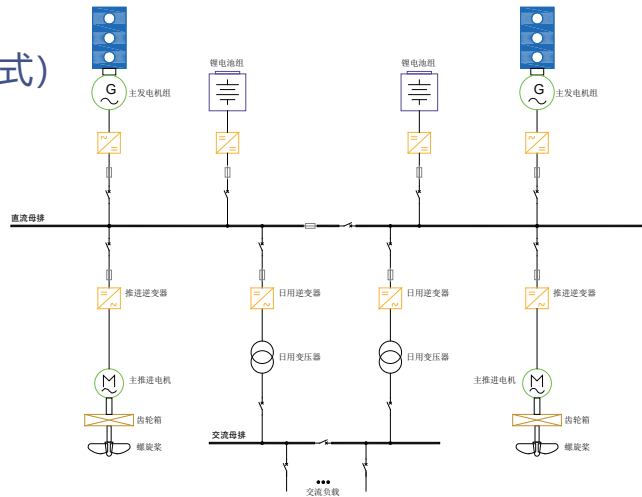 式)
锂电池组
锂电池组
G
主发电机组
G
主发电机组
直流母排
推进逆变器
日用逆变器
日用逆变器
推进逆变器
日用变压器
日用变压器
M
主推进电机
主推进电机
M
齿轮箱
齿轮箱
交流母排
螺旋桨
螺旋桨
交流负载